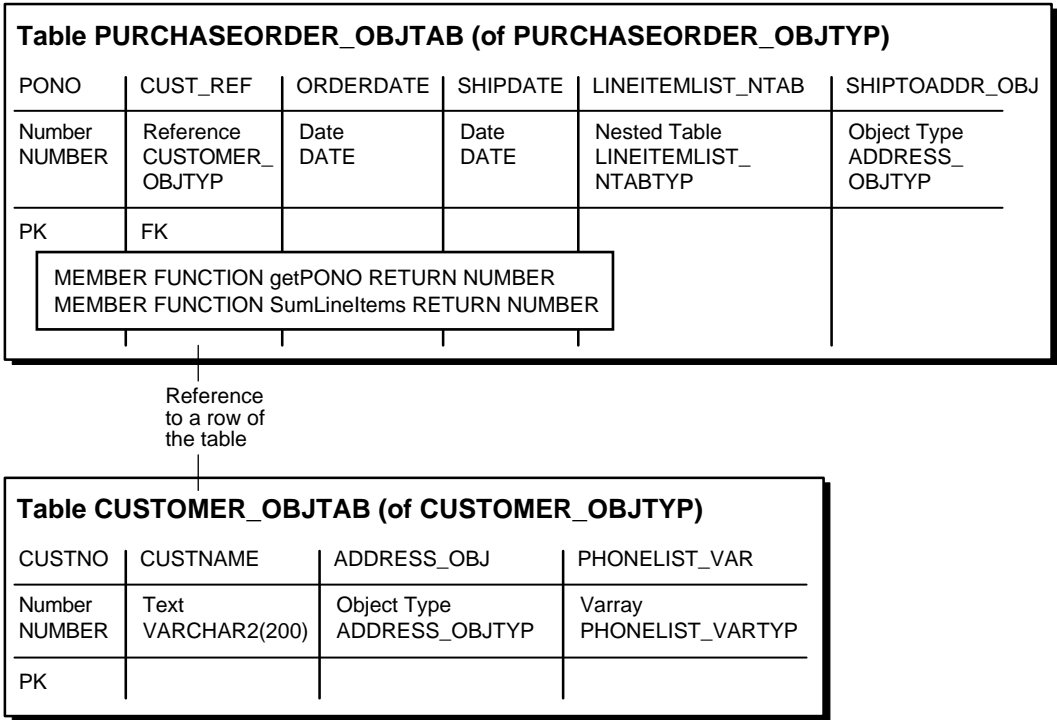 Table PURCHASEORDER_OBJTAB (of PURCHASEORDER_OBJTYP)
PONO CUST_REF ORDERDATE SHIPDATE LINEITEMLIST_NTAB SHIPTOADDR_OBJ
Number Reference Date Date Nested Table Object Type
NUMBER CUSTOMER_ DATE DATE LINEITEMLIST_ ADDRESS_
OBJTYP NTABTYP OBJTYP
PK FK
MEMBER FUNCTION getPONO RETURN NUMBER
MEMBER FUNCTION SumLineItems RETURN NUMBER
Reference
to a row of
the table
Table CUSTOMER_OBJTAB (of CUSTOMER_OBJTYP)
CUSTNO CUSTNAME ADDRESS_OBJ PHONELIST_VAR
Number Text Object Type Varray
NUMBER VARCHAR2(200) ADDRESS_OBJTYP PHONELIST_VARTYP
PK